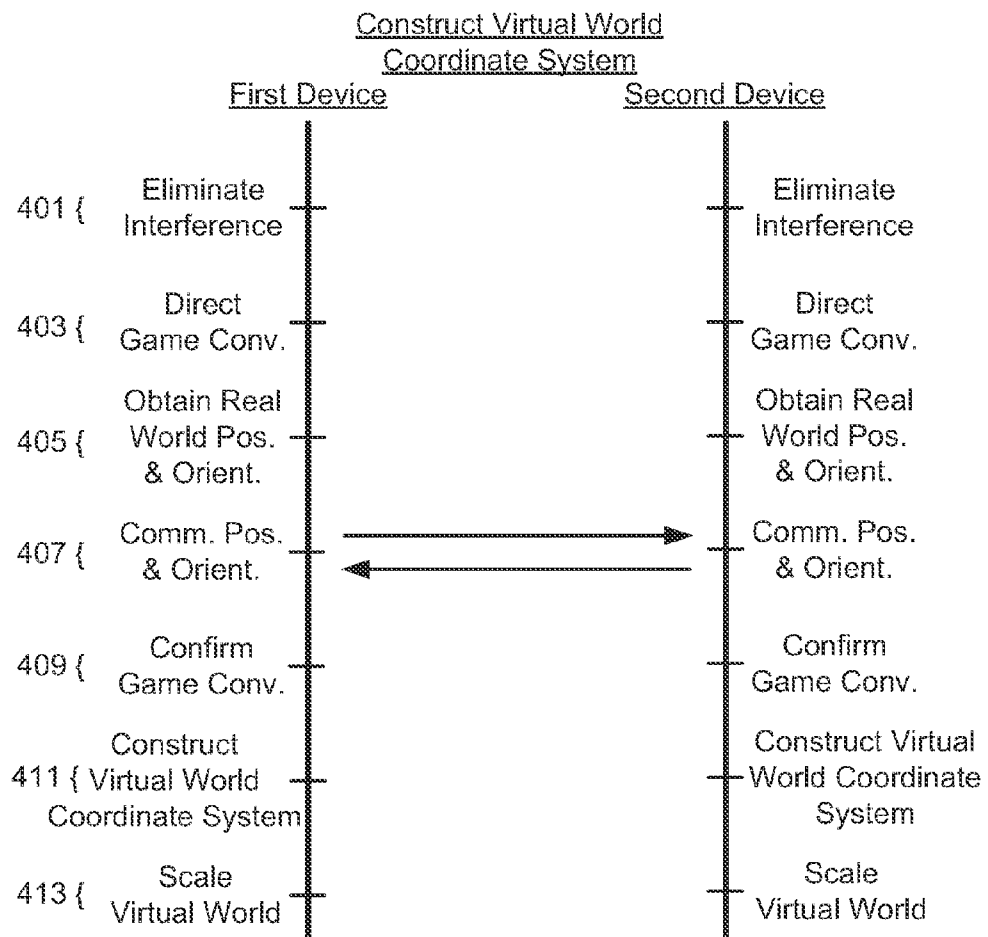 Construct Virtual World
Coordinate System
First Device
Second Device
401 {
Eliminate
Interference
Eliminate
Interference
403 {
Direct
Game Conv.
Direct
Game Conv.
405 {
Obtain Real
World Pos.
& Orient.
Obtain Real
World Pos.
& Orient.
407 {
Comm. Pos.
& Orient.
Comm. Pos.
& Orient.
409 {
Confirm
Game Conv.
Confirm
Game Conv.
411 {
Construct
Virtual World
Coordinate System
Construct Virtual
World Coordinate
System
413 {
Scale
Virtual World
Scale
Virtual World